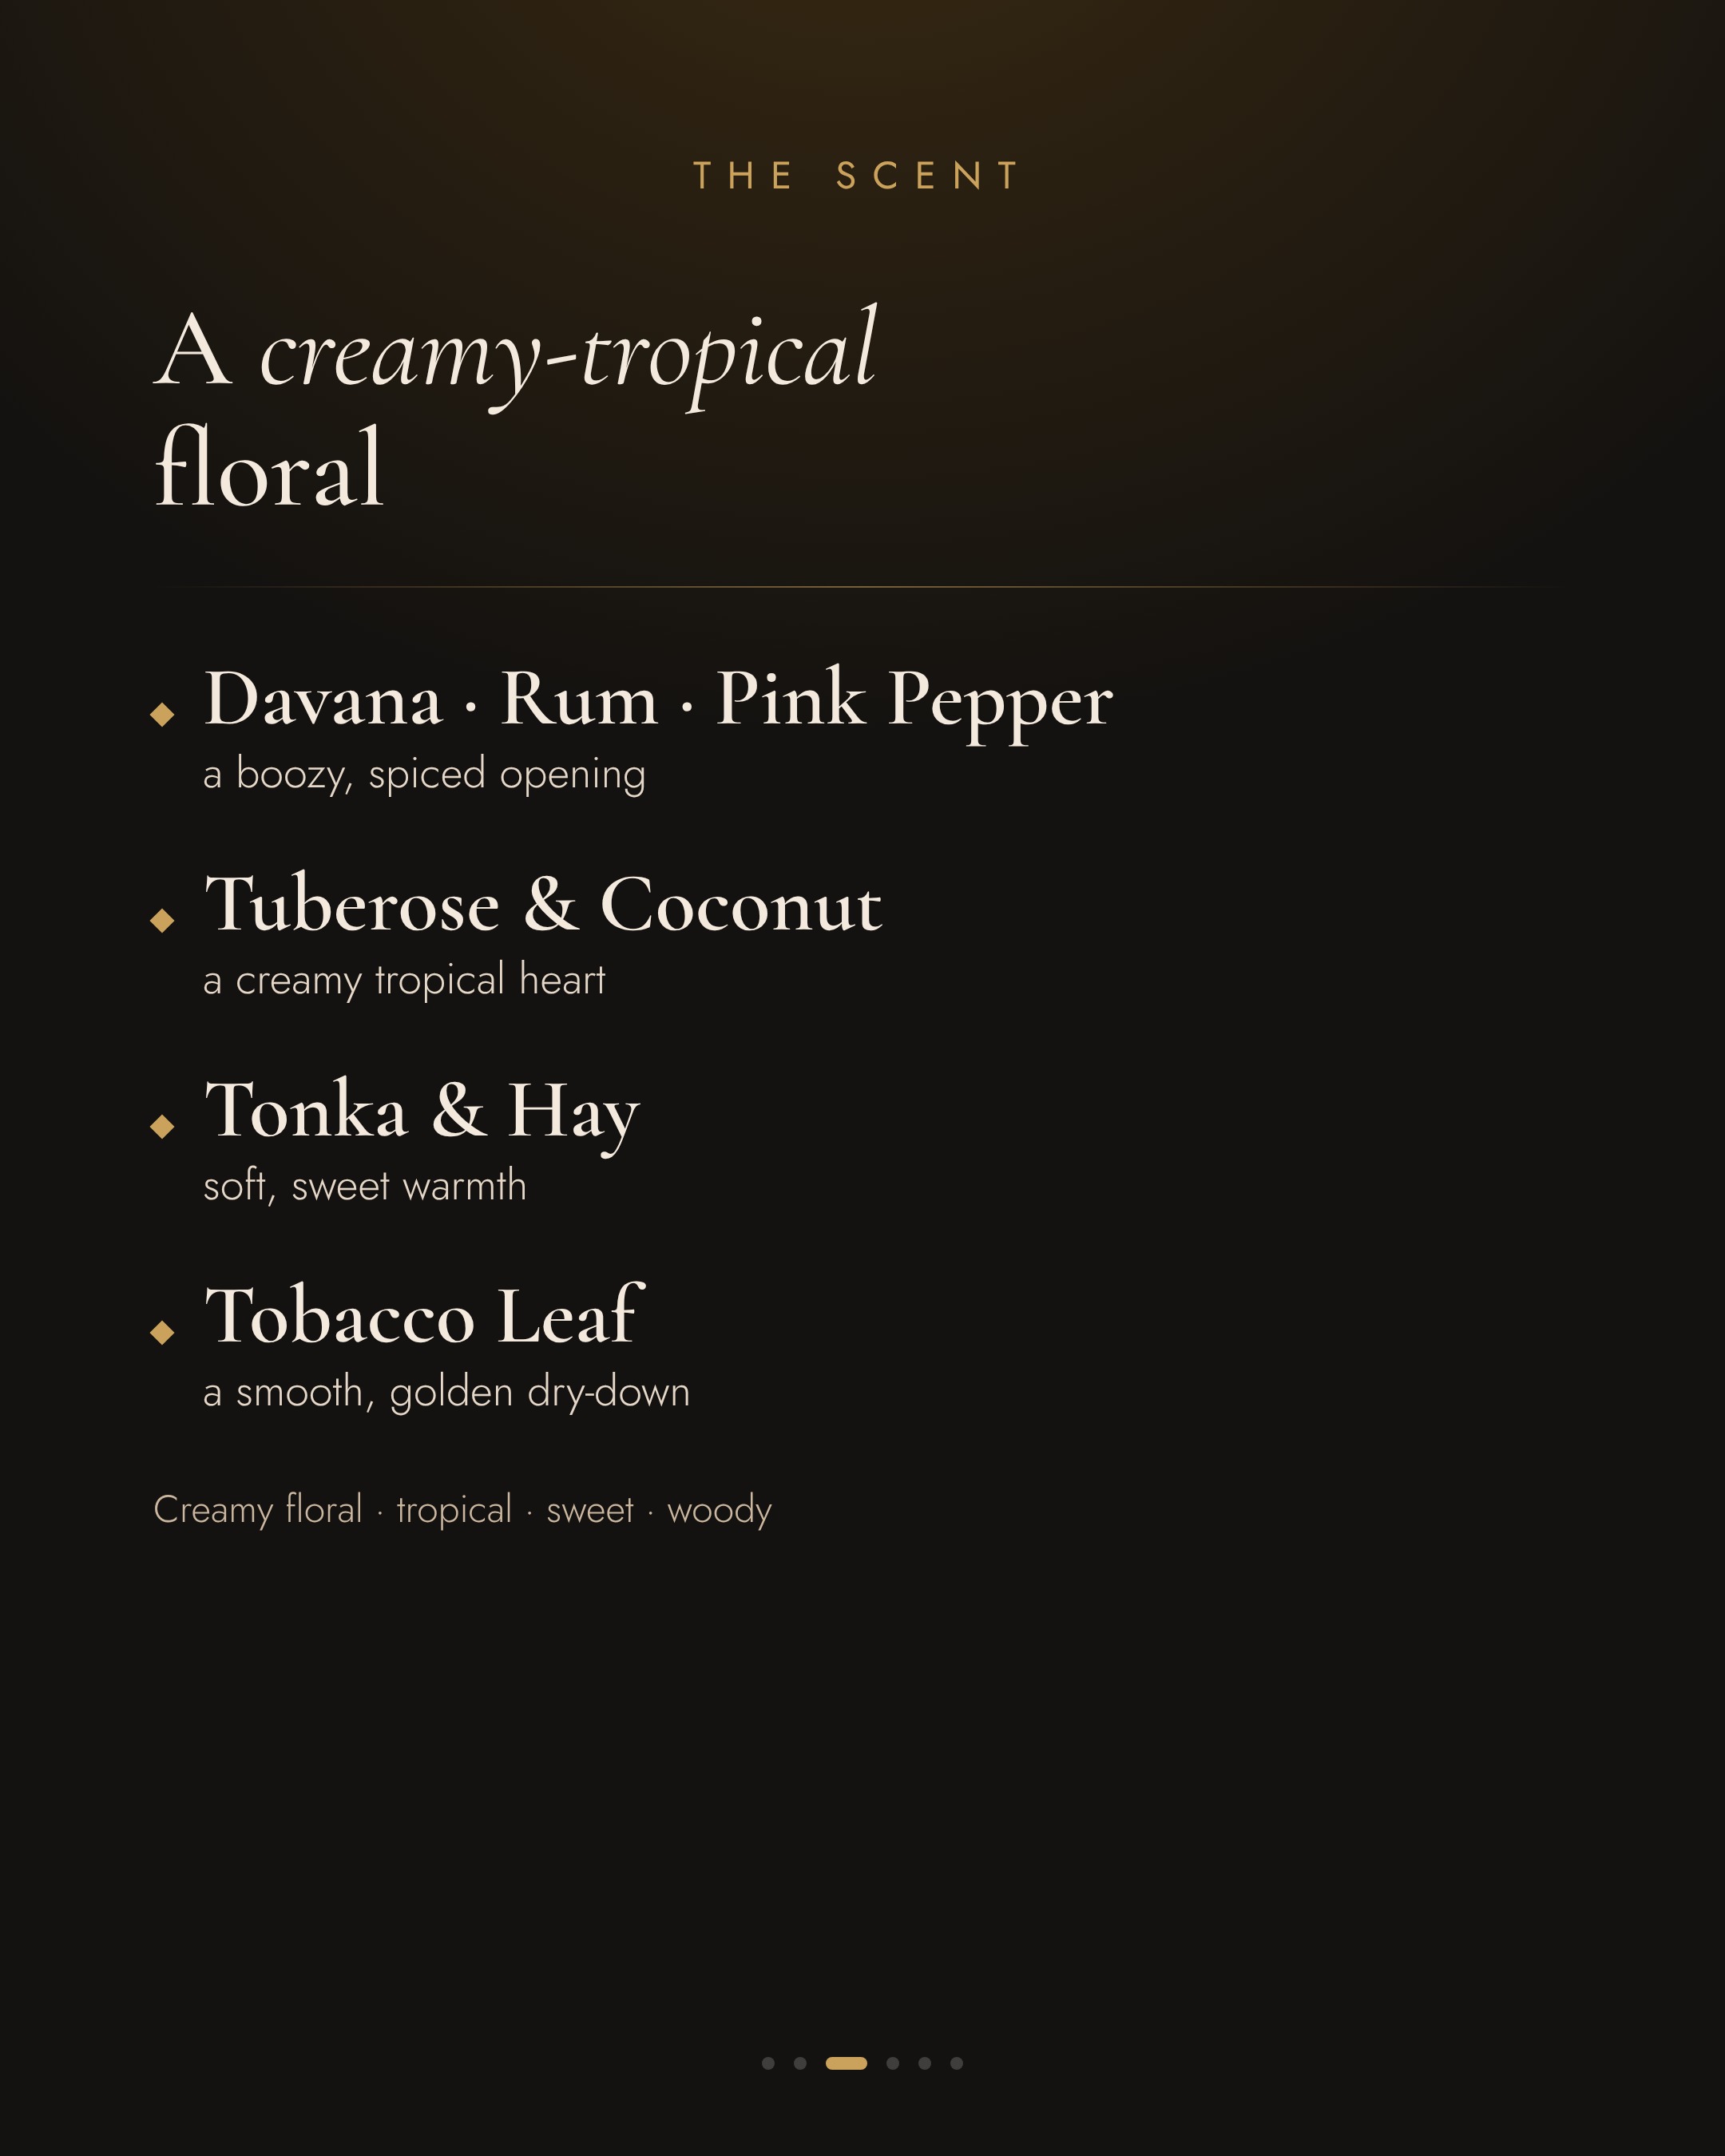 THE SCENT
A creamy-tropical
floral
Davana · Rum · Pink Pepper
a boozy, spiced opening
Tuberose & Coconut
a creamy tropical heart
Tonka & Hay
soft, sweet warmth
Tobacco Leaf
a smooth, golden dry-down
Creamy floral · tropical · sweet · woody